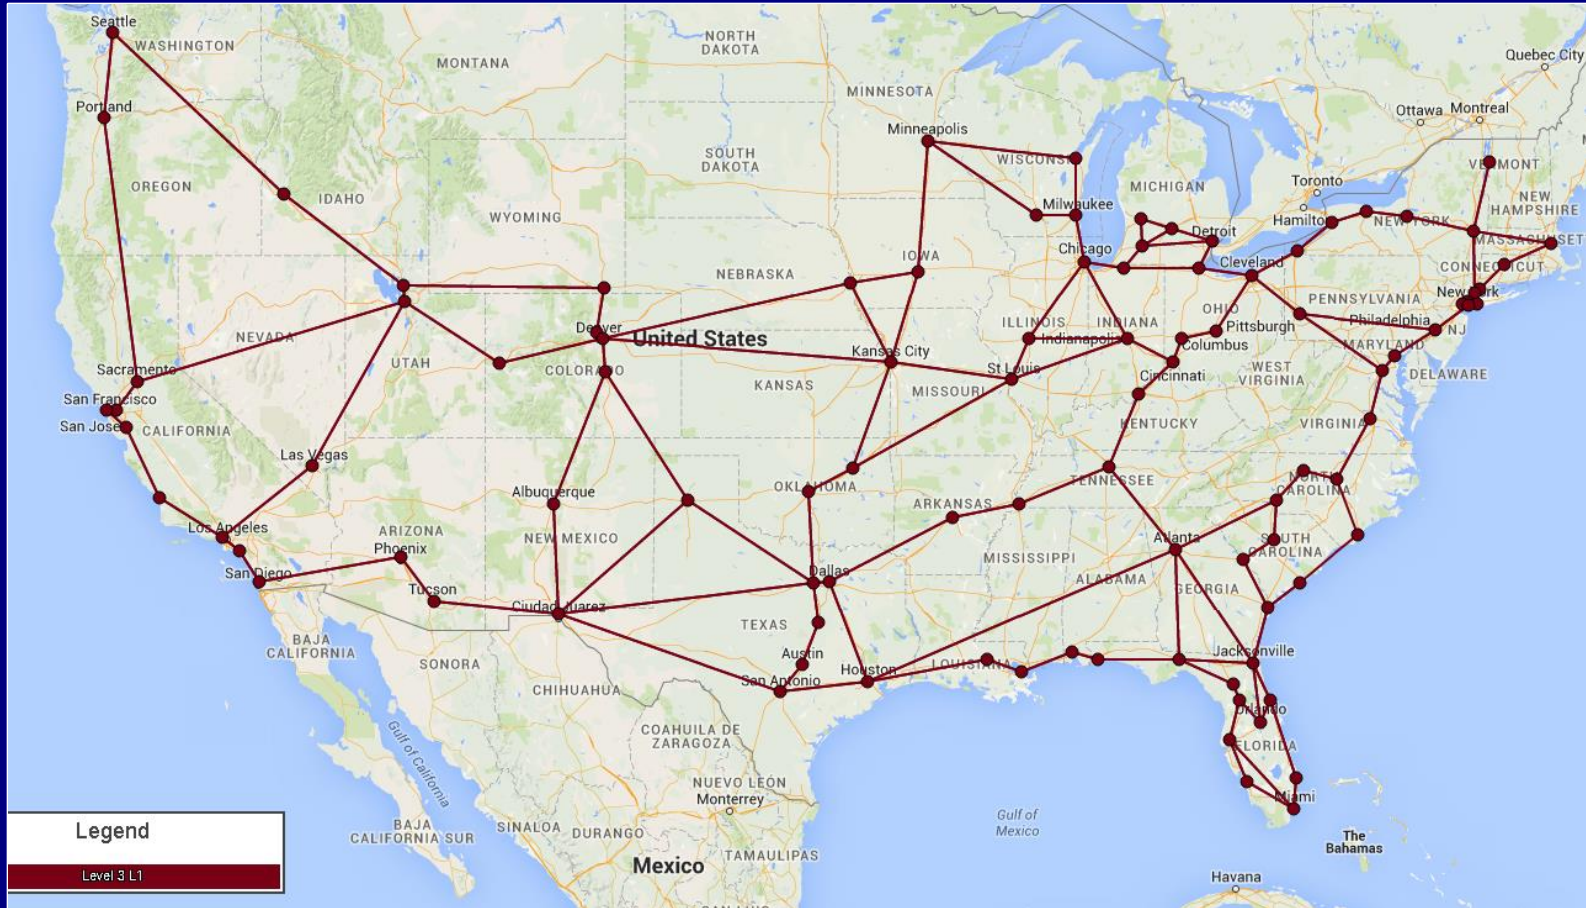 Seattle
WASHINGTON
MONTANA
NORTH
DAKOTA
MINNESOTA
Quebec City
Ottawa
Montreal
Portland
Minneapolis
WISCONSIN
VERMONT
SOUTH
DAKOTA
OREGON
IDAHO
WYOMING
MICHIGAN
Toronto
NEW
HAMPSHIRE
Milwaukee
Hamilton
NEW YORK
Detroit
MASSACHUSET
Chicago
Cleveland
IOWA
NEBRASKA
CONNECTICUT
New York
PENNSYLVANIA
OHIO
ILLINOIS
INDIANA
Philadelphia
NEVADA
Denver
United States
Indianapolis
Pittsburgh
NJ
Columbus
MARYLAND
UTAH
COLORADO
Kansas City
St Louis
Sacramento
KANSAS
MISSOURI
Cincinnati
WEST
VIRGINIA
DELAWARE
San Francisco
San Jose
CALIFORNIA
KENTUCKY
VIRGINIA
Las Vegas
OKLAHOMA
TENNESSEE
NORTH
CAROLINA
Albuquerque
ARKANSAS
Los Angeles
ARIZONA
NEW MEXICO
Phoenix
MISSISSIPPI
Atlanta
SOUTH
CAROLINA
San Diego
Tucson
Dallas
ALABAMA
GEORGIA
Ciudad Juarez
TEXAS
BAJA
CALIFORNIA
SONORA
Austin
Houston
LOUISIANA
Jacksonville
San Antonio
CHIHUAHUA
Orlando
COAHUILA DE
ZARAGOZA
Gulf of California
FLORIDA
NUEVO LEÓN
Monterrey
Miami
Gulf of
Mexico
BAJA
CALIFORNIA SUR
SINALOA
DURANGO
TAMAULIPAS
The
Bahamas
Mexico
Havana
Legend
Level 3 L1